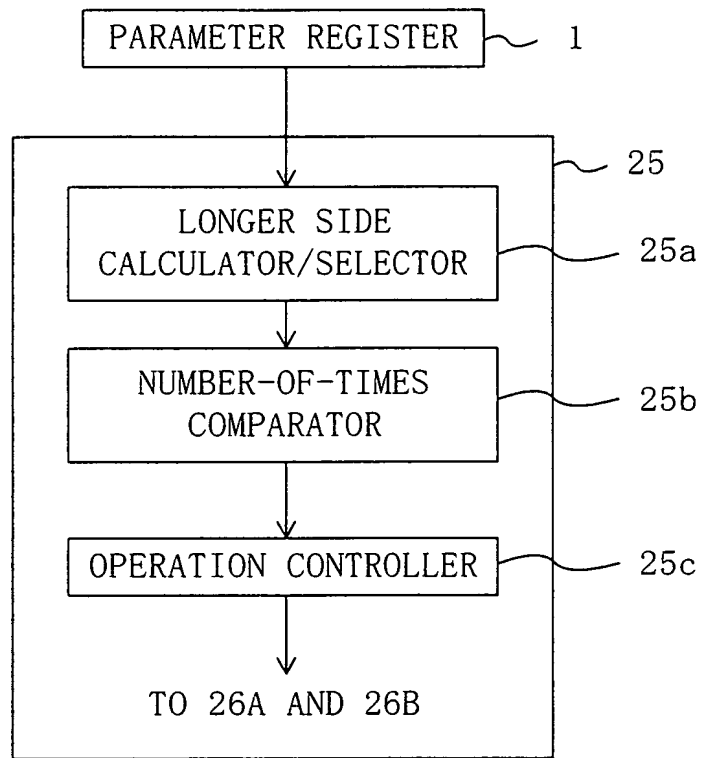 PARAMETER REGISTER
1
25
LONGER SIDE
CALCULATOR/SELECTOR
25a
NUMBER-OF-TIMES
COMPARATOR
25b
OPERATION CONTROLLER
25c
TO 26A AND 26B